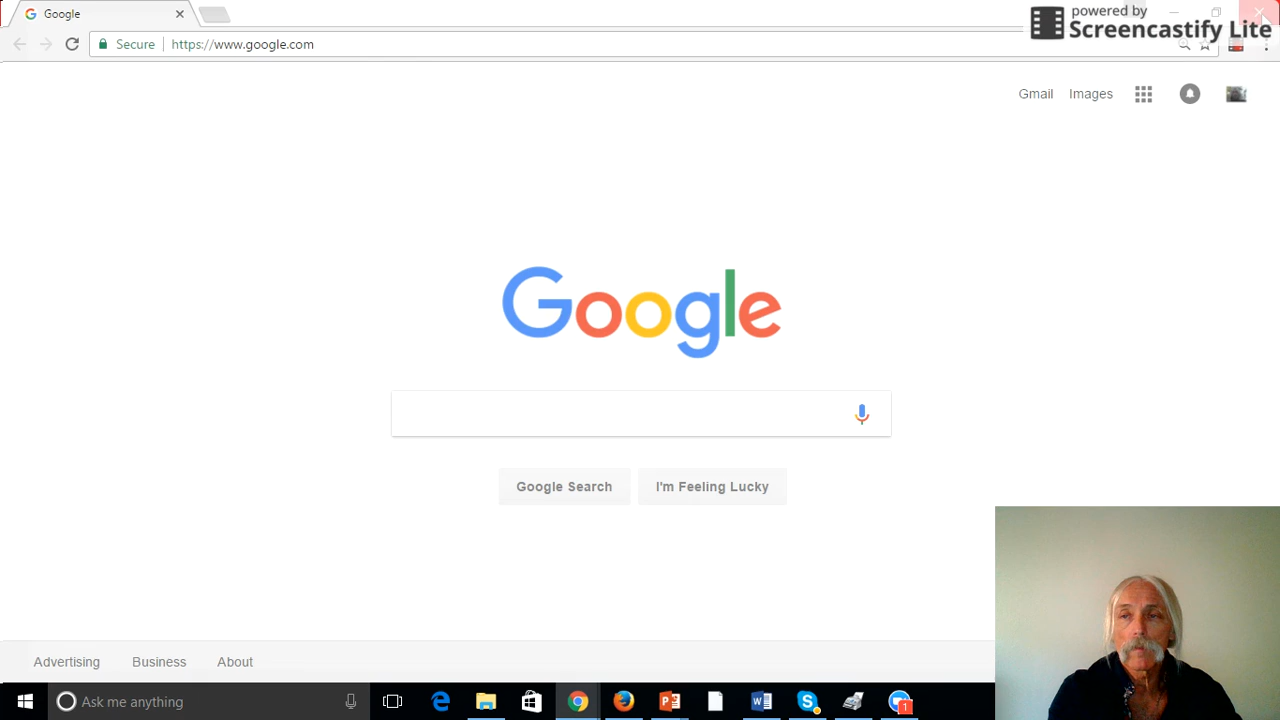 Google
powered by
Screencastify Lite
Secure
https://www.google.com
Gmail
Images
Google
Google Search
I'm Feeling Lucky
Advertising
Business
About
Ask me anything
1